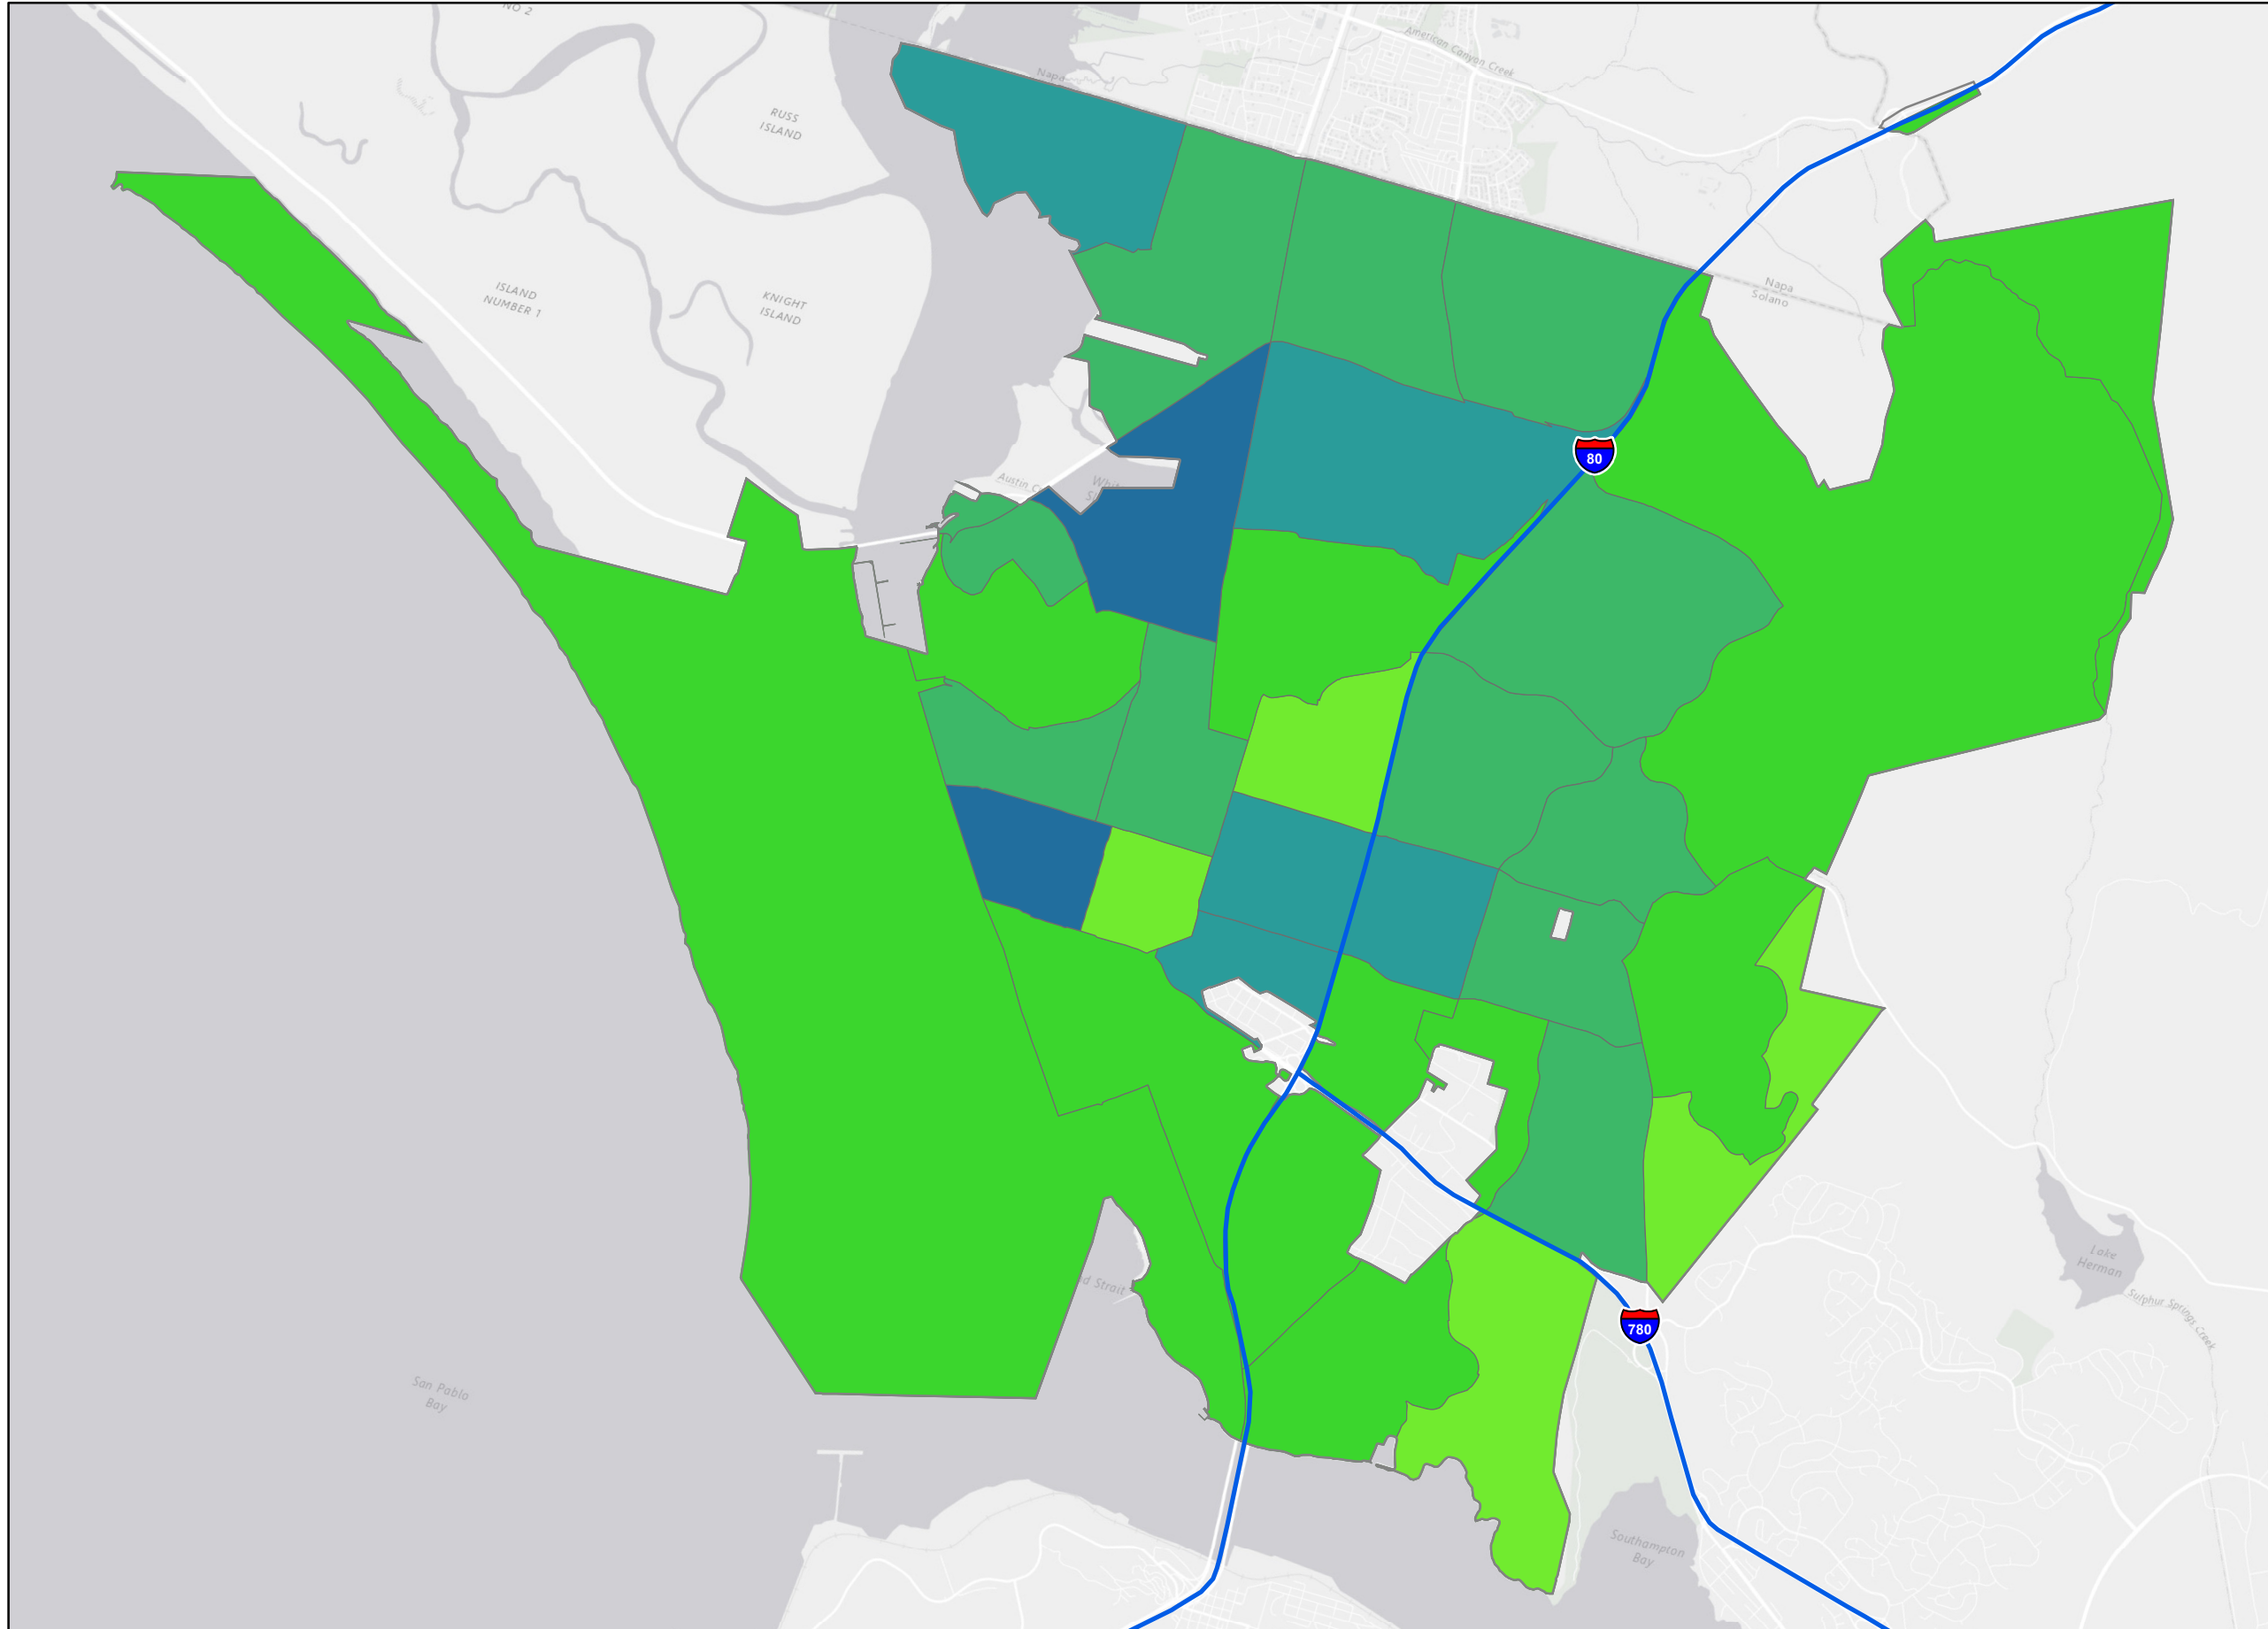 NO 2
American Canyon Creek
Napa
RUSS
ISLAND
ISLAND
NUMBER 1
KNIGHT
ISLAND
Napa
Solano
80
Austin
Lake
Herman
Sulphur Springs Creek
780
d Strait
San Pablo
Bay
Southampton
Bay